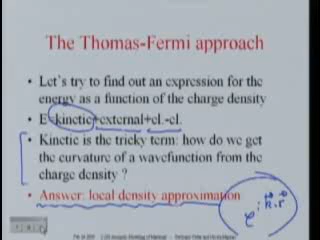 The Thomas-Fermi approach
• Let's try to find out an expression for the
energy as a function of the charge density
• E=kinetic+external+el.-el.
• Kinetic is the tricky term: how do we get
the curvature of a wavefunction from the
charge density ?
• Answer: local density approximation
e^{i k⃗·r⃗}